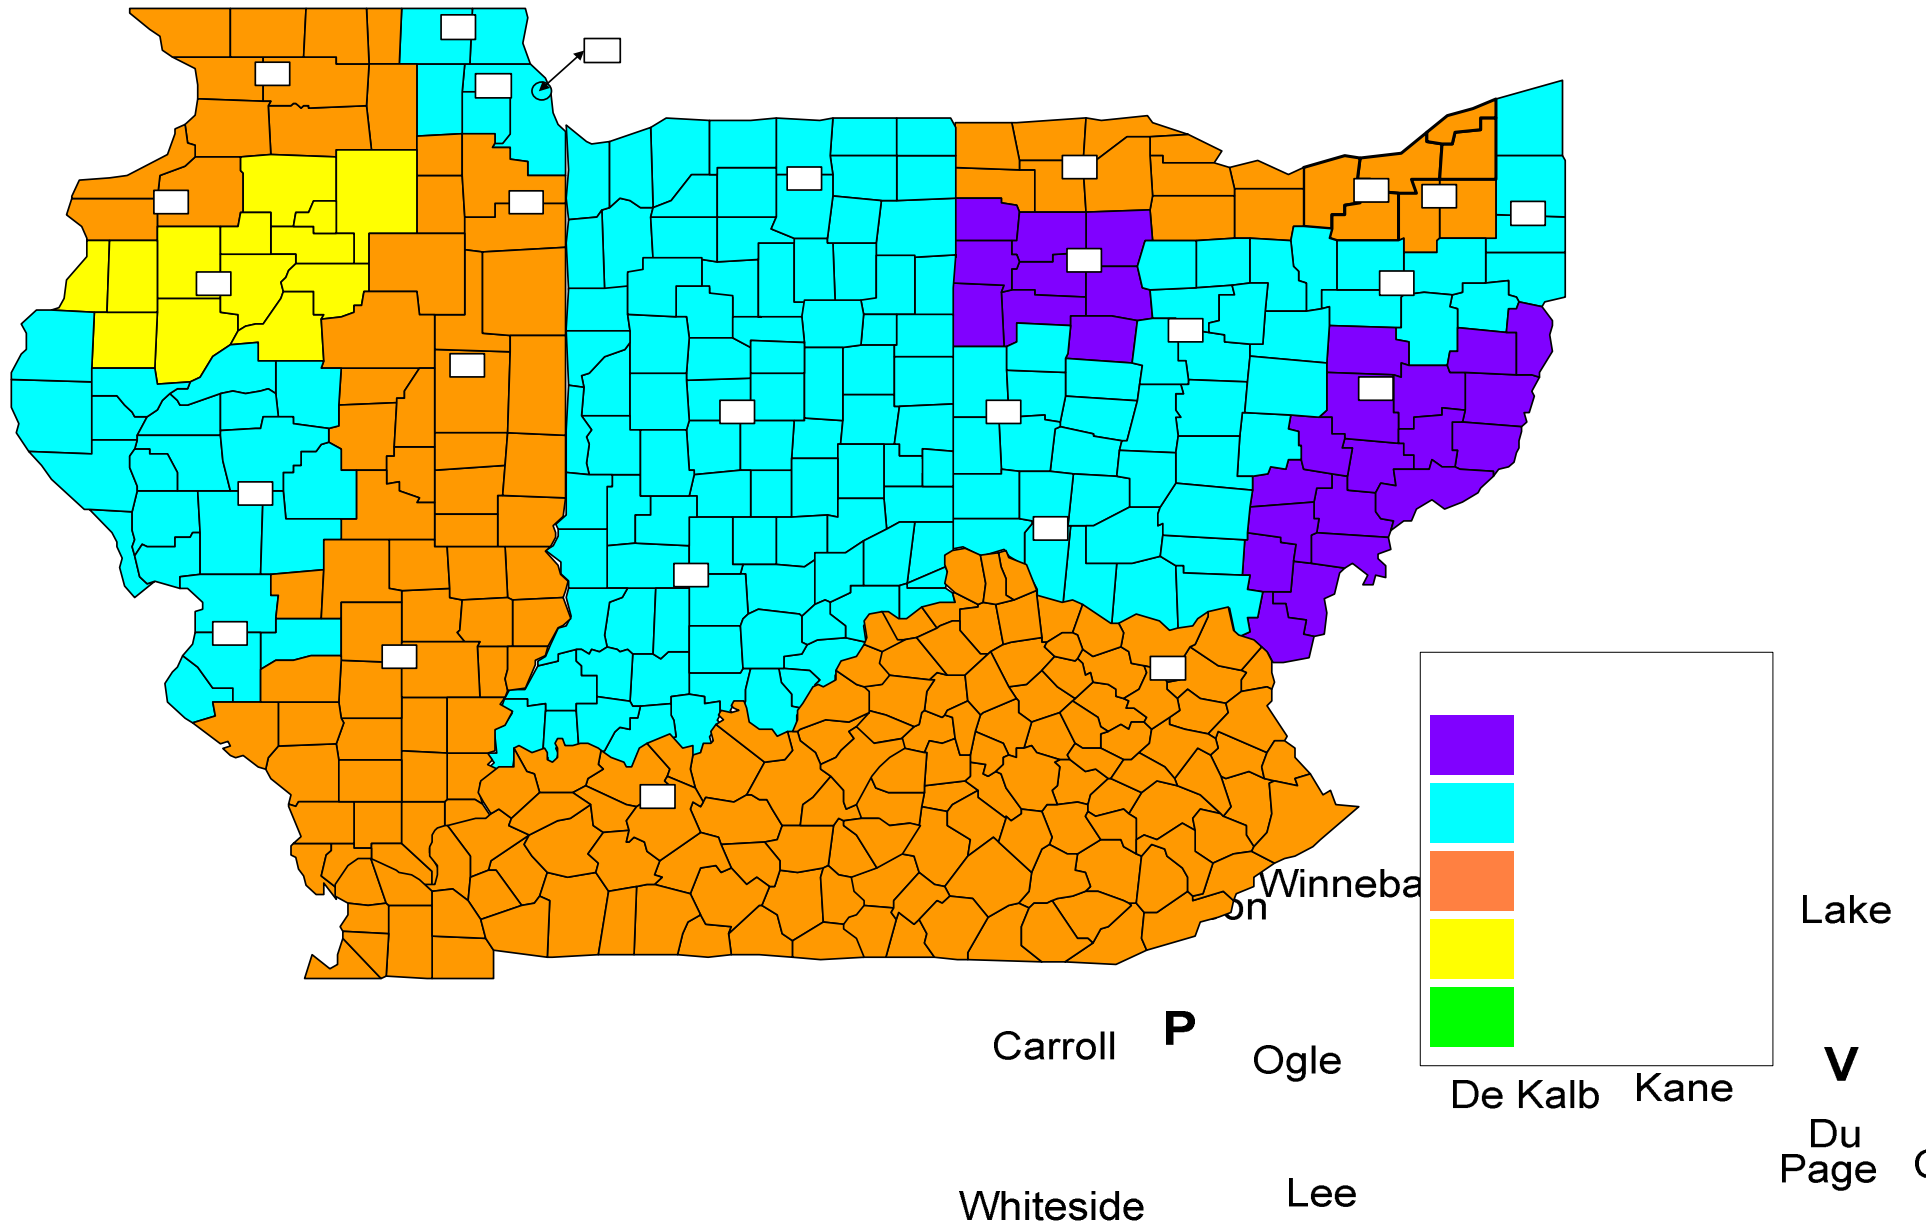 Winneba
on
Lake
P
Carroll
Ogle
V
De Kalb
Kane
Du
Page
Lee
Whiteside